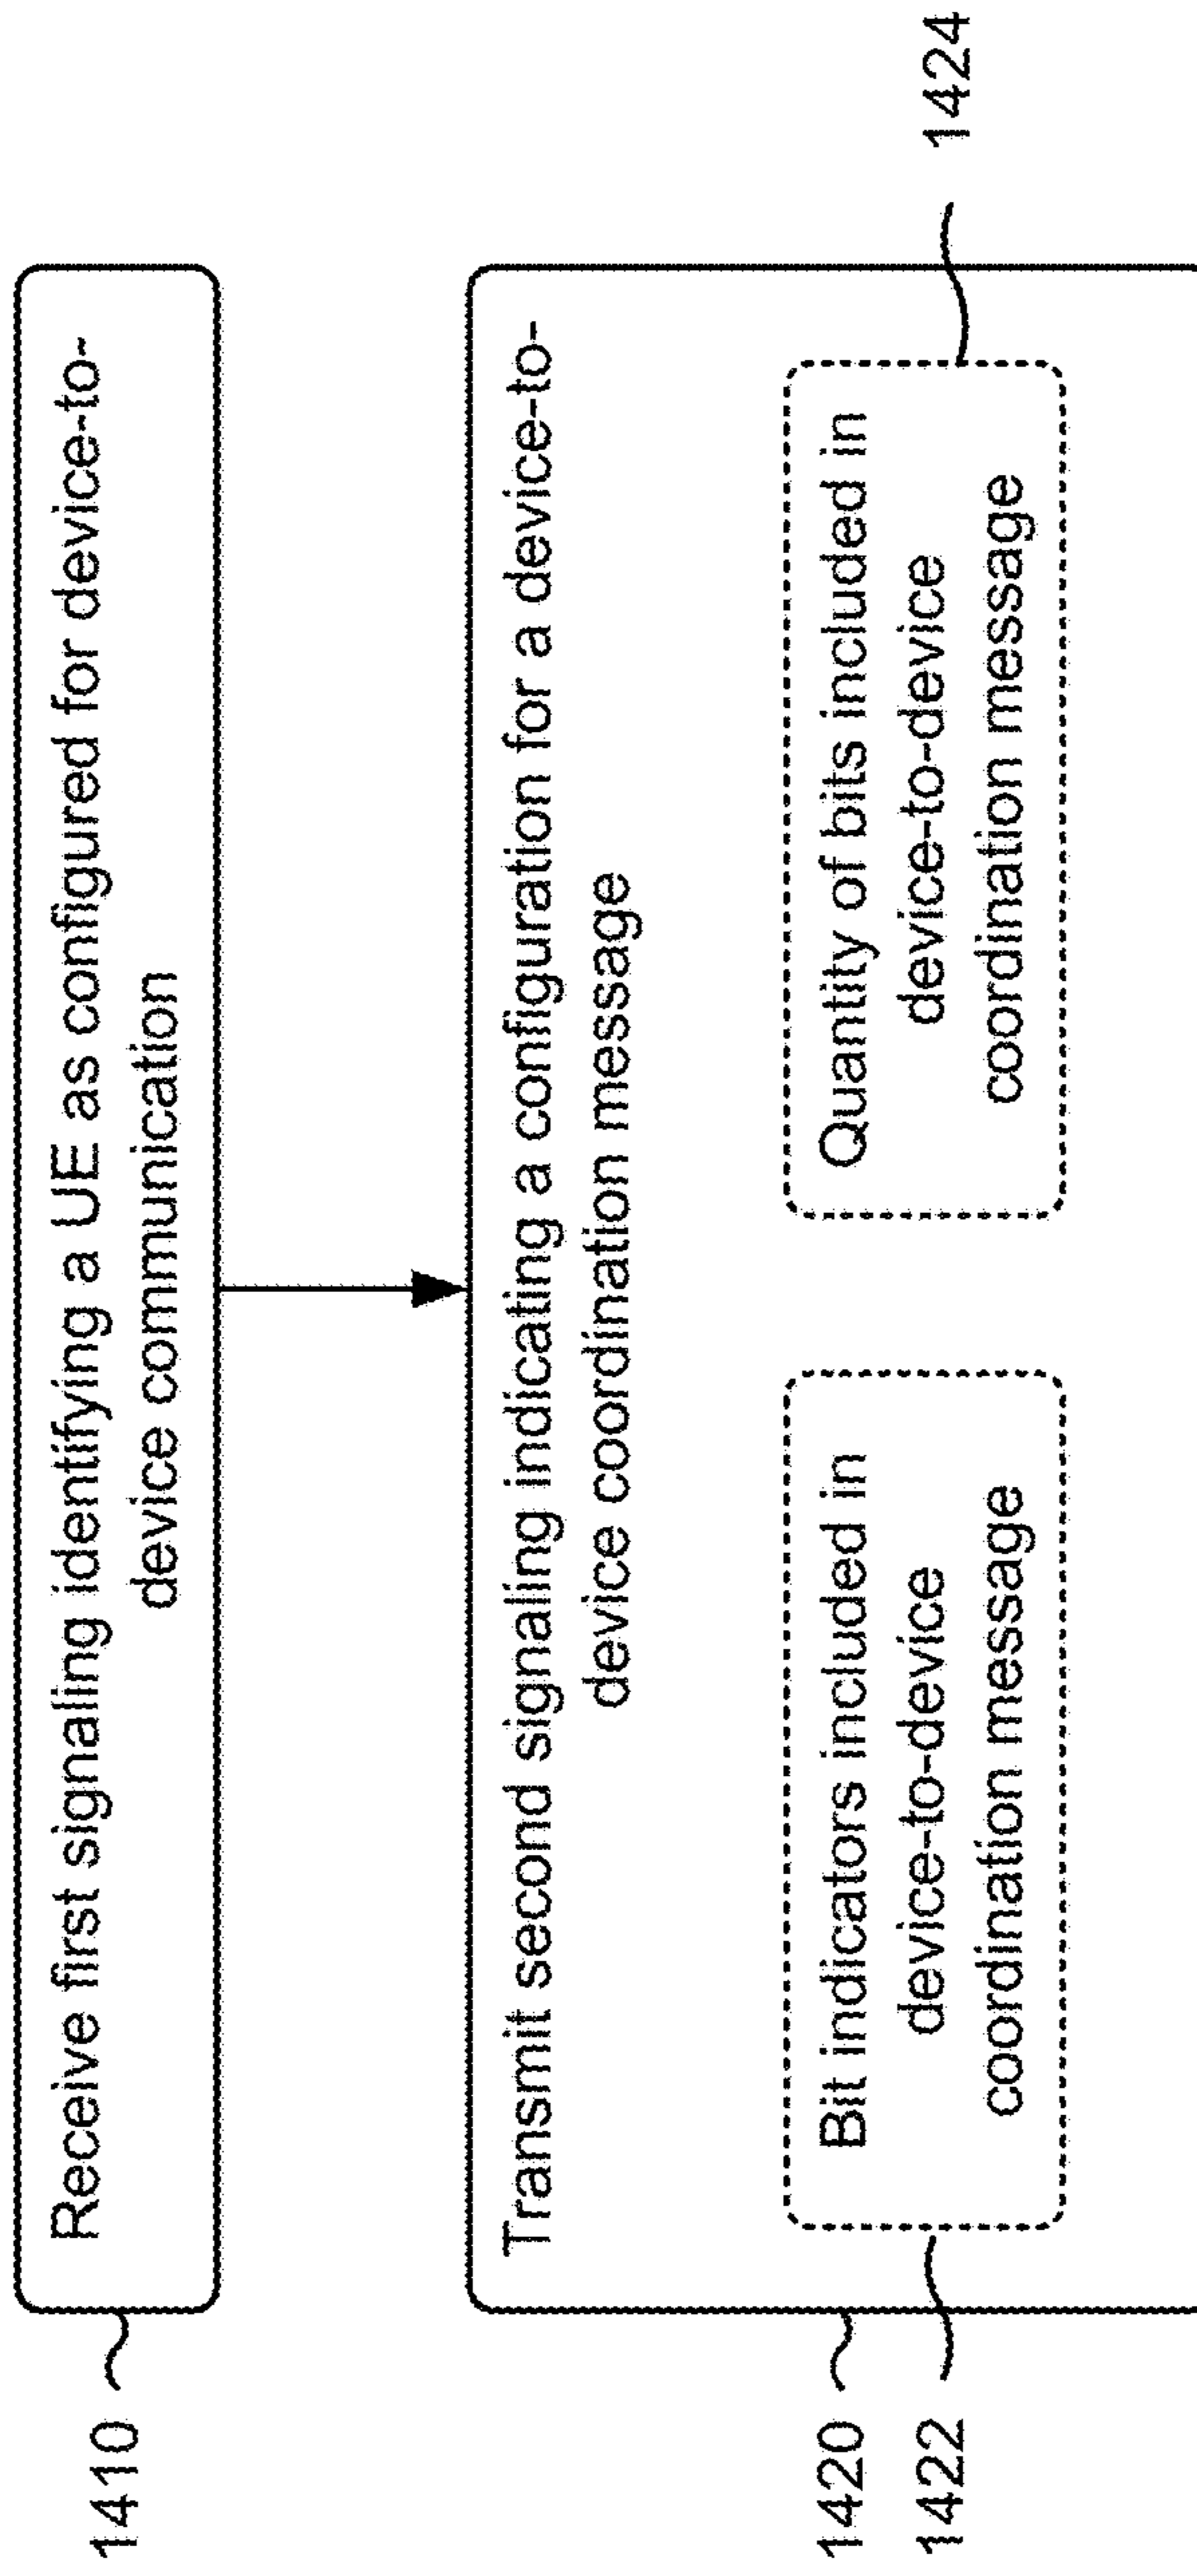 1410
Receive first signaling identifying a UE as configured for device-to-
device communication
1420
Transmit second signaling indicating a configuration for a device-to-
device coordination message
1422
Bit indicators included in
device-to-device
coordination message
1424
Quantity of bits included in
device-to-device
coordination message